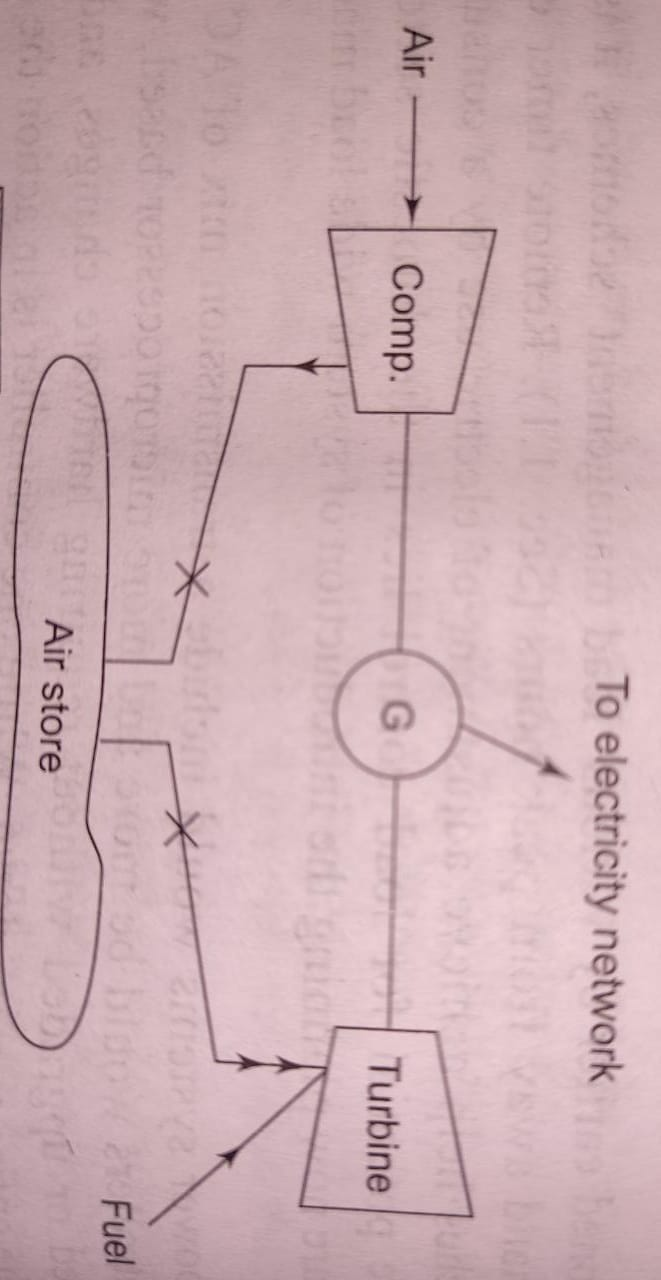 To electricity network
Air
Comp.
G
Turbine
Air store
Fuel